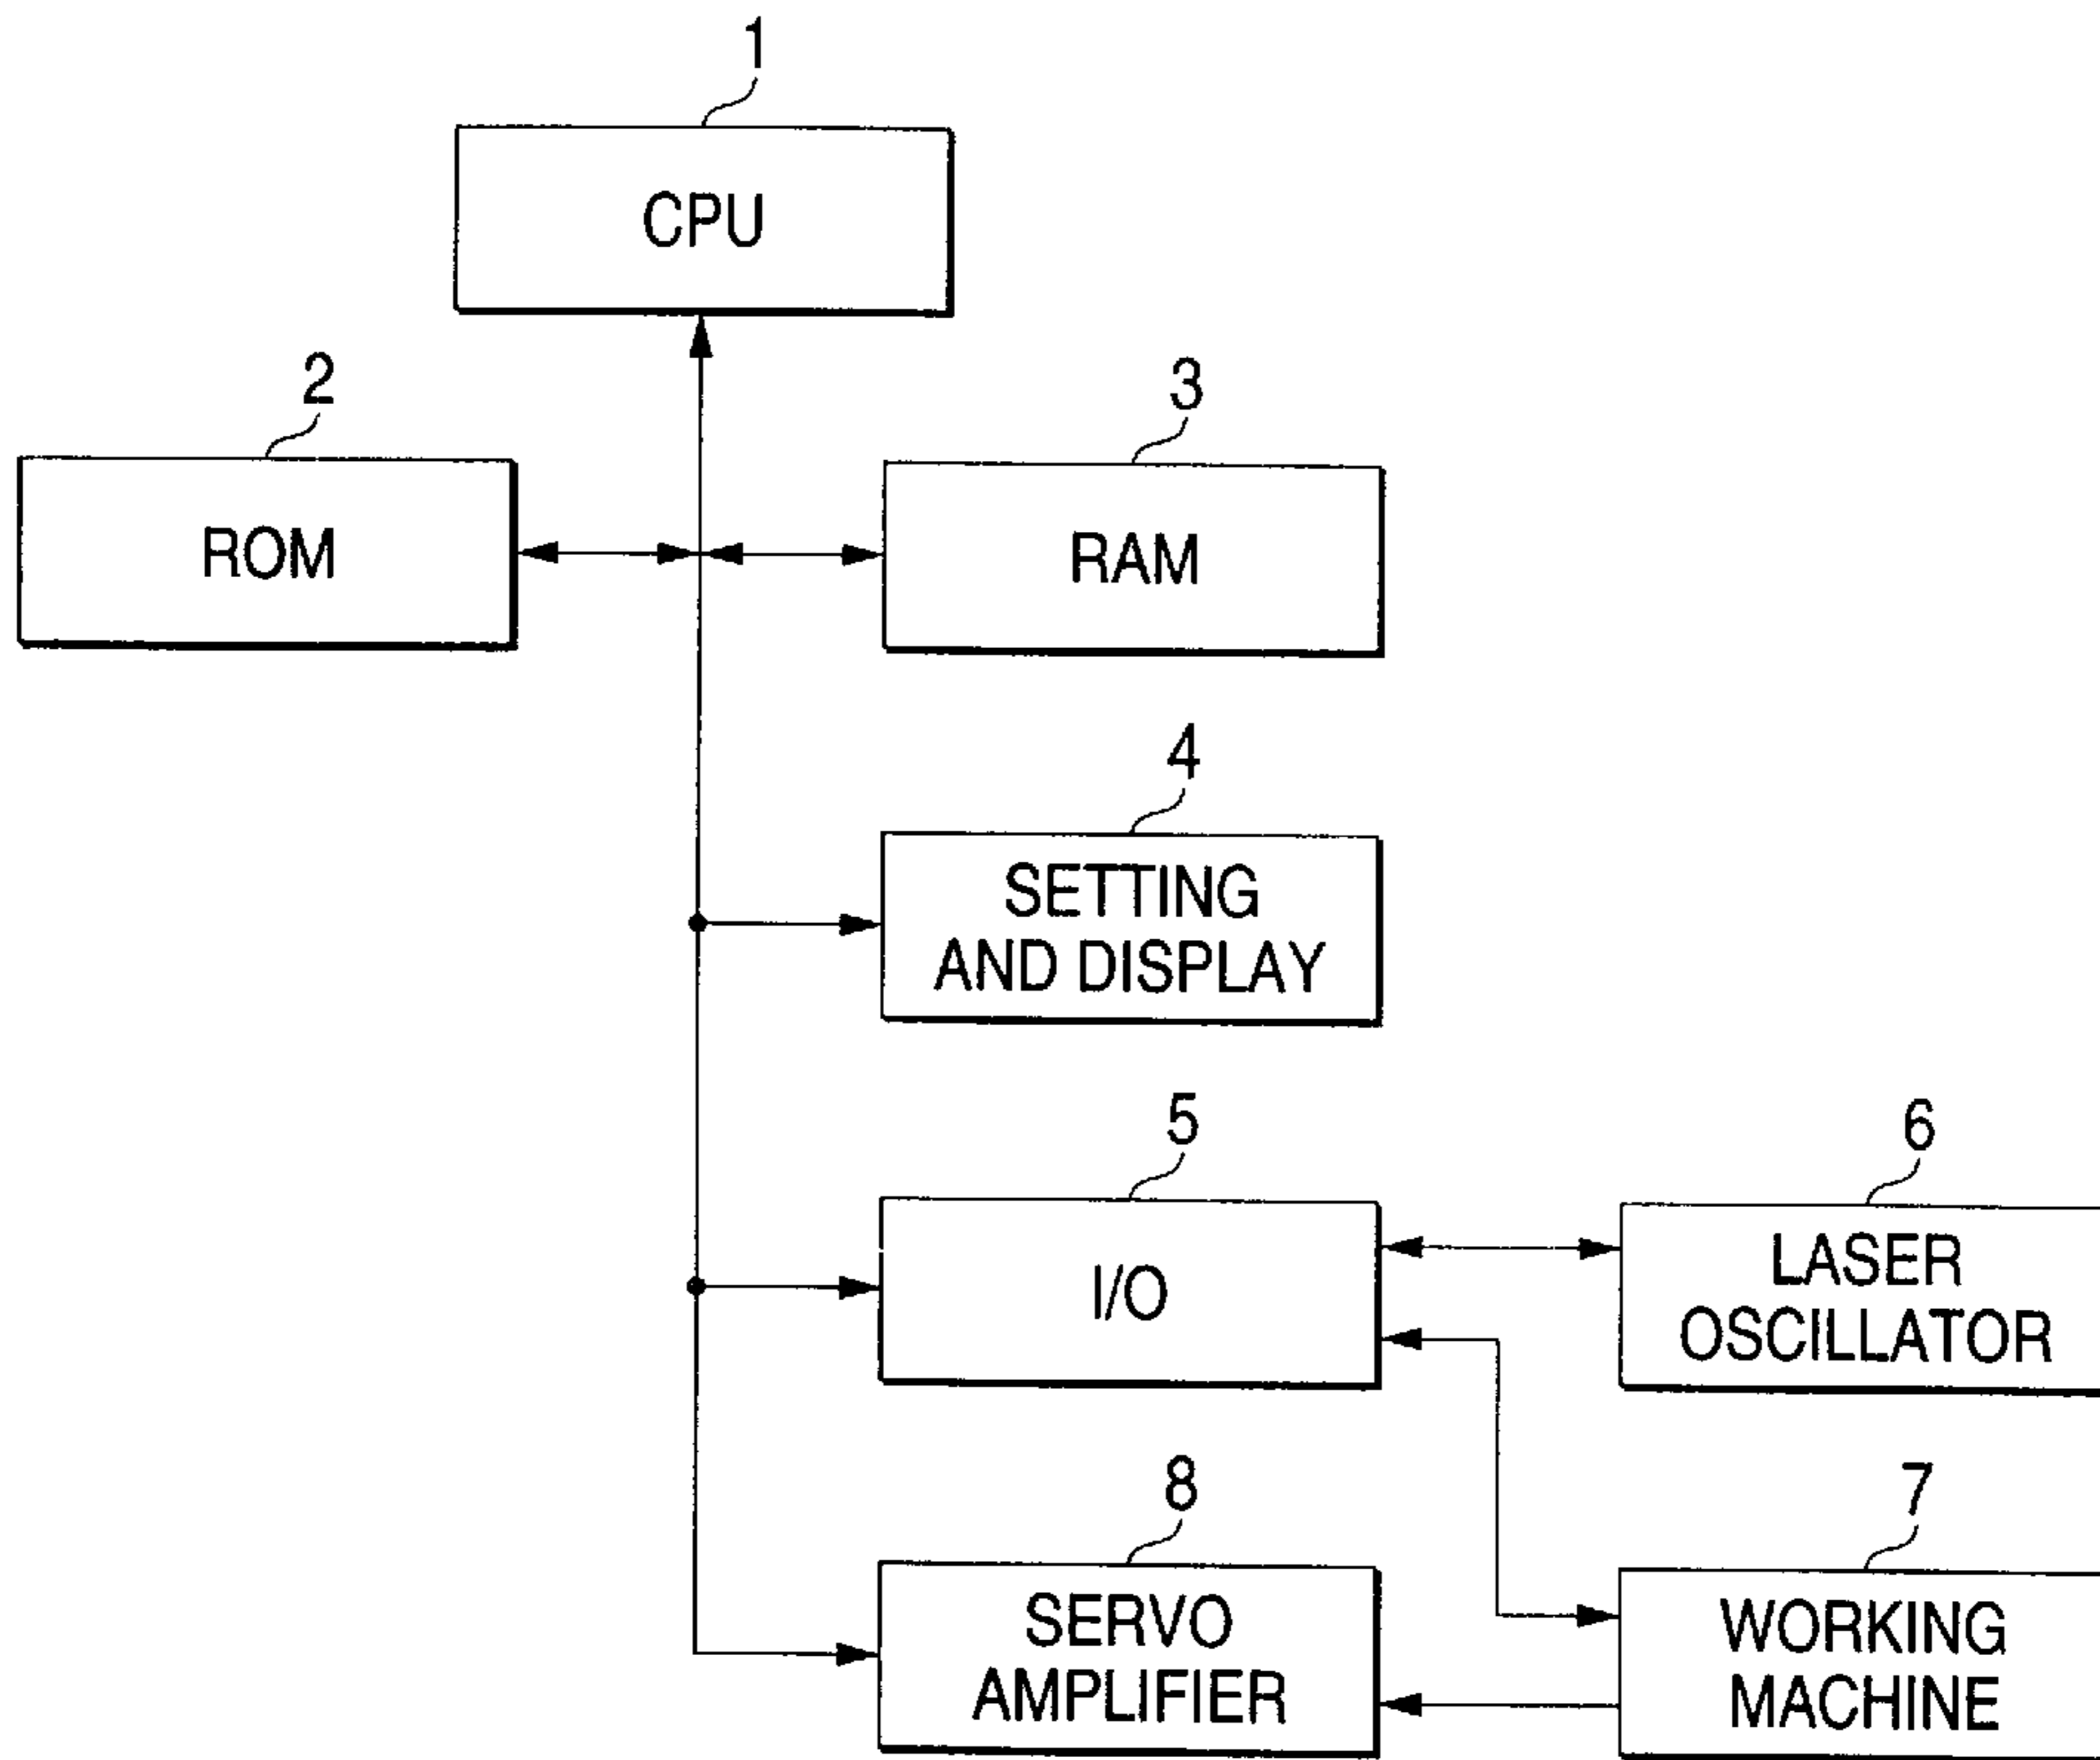 1
CPU
2
ROM
3
RAM
4
SETTING
AND DISPLAY
5
I/O
6
LASER
OSCILLATOR
8
SERVO
AMPLIFIER
7
WORKING
MACHINE